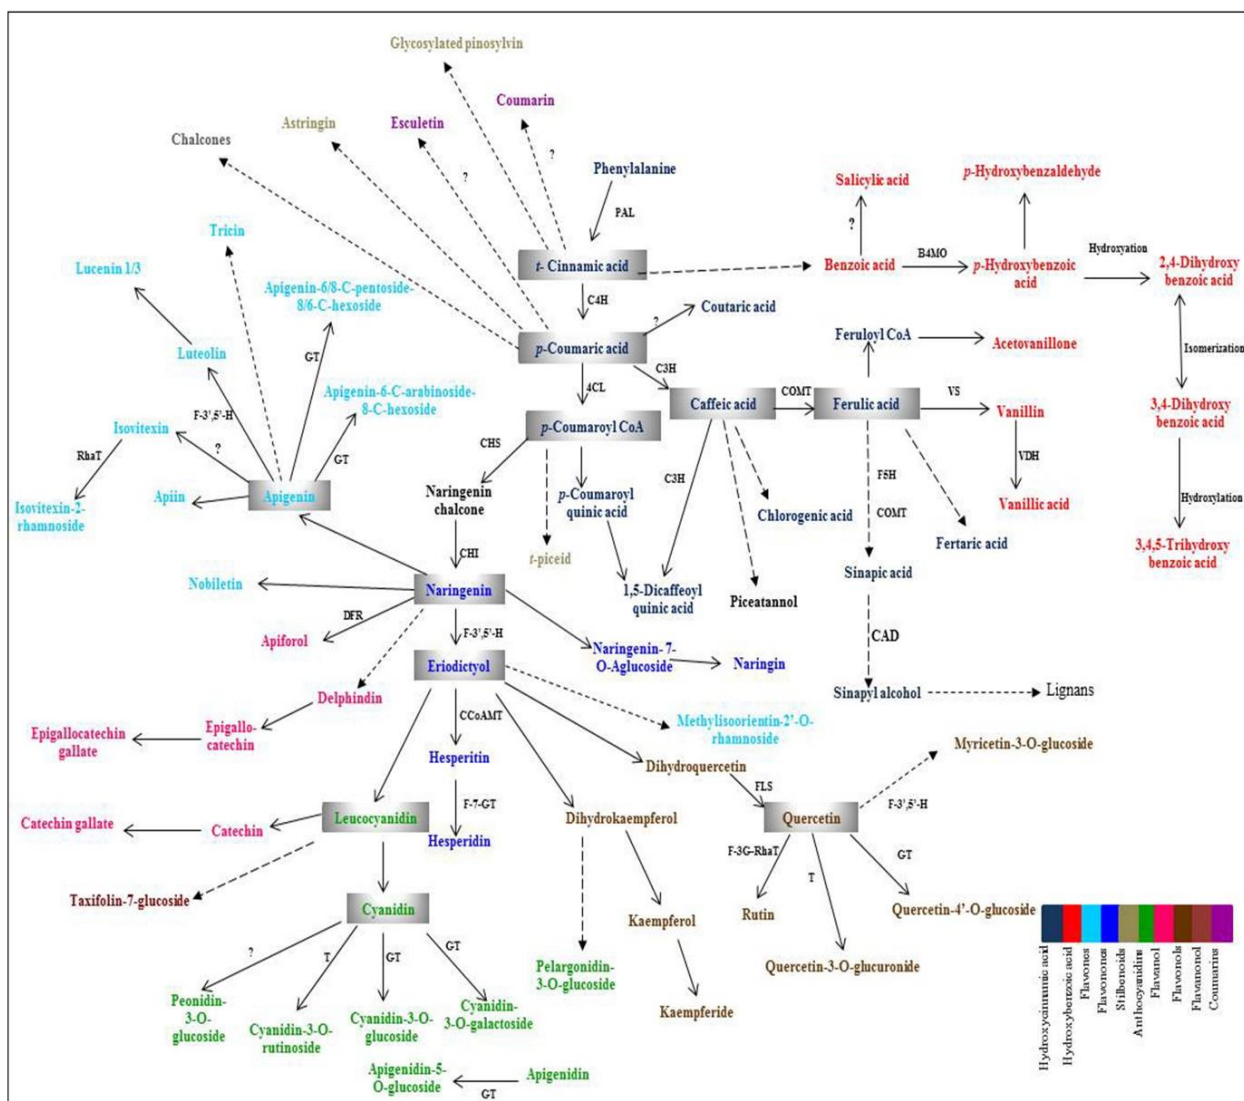 Glycosylated pinosylvin
Coumarin
Astringin
Esculetin
Chalcones
?
?
Phenylalanine
PAL
Salicylic acid
p-Hydroxybenzaldehyde
?
Tricin
Lucenin 1/3
Apigenin-6/8-C-pentoside-
8/6-C-hexoside
t- Cinnamic acid
Benzoic acid
B4MO
p-Hydroxybenzoic
acid
Hydroxyation
2,4-Dihydroxy
benzoic acid
C4H
Coutaric acid
?
Luteolin
GT
p-Coumaric acid
Feruloyl CoA
Acetovanillone
Isomerization
C3H
4CL
Apigenin-6-C-arabinoside-
8-C-hexoside
F-3’,5’-H
Caffeic acid
COMT
Ferulic acid
VS
Vanillin
3,4-Dihydroxy
benzoic acid
Isovitexin
?
GT
p-Coumaroyl CoA
CHS
RhaT
VDH
C3H
F5H
Apiin
Apigenin
Naringenin
chalcone
p-Coumaroyl
quinic acid
Chlorogenic acid
COMT
Vanillic acid
Hydroxylation
Isovitexin-2-
rhamnoside
Fertaric acid
3,4,5-Trihydroxy
benzoic acid
CHI
t-piceid
Sinapic acid
Nobiletin
Naringenin
1,5-Dicaffeoyl
quinic acid
Piceatannol
DFR
Apiforol
F-3’,5’-H
CAD
Naringenin- 7-
O-Aglucoside
Naringin
Eriodictyol
Delphindin
Sinapyl alcohol
Lignans
CCoAMT
Methylisoorientin-2’-O-
rhamnoside
Epigallocatechin
gallate
Epigallo-
catechin
Myricetin-3-O-glucoside
Hesperitin
Dihydroquercetin
FLS
F-7-GT
F-3’,5’-H
Catechin gallate
Catechin
Leucocyanidin
Dihydrokaempferol
Quercetin
Hesperidin
F-3G-RhaT
GT
T
Taxifolin-7-glucoside
Cyanidin
Kaempferol
Rutin
Quercetin-4’-O-glucoside
?
T
GT
GT
Quercetin-3-O-glucuronide
Pelargonidin-
3-O-glucoside
Peonidin-
3-O-
glucoside
Cyanidin-3-O-
rutinoside
Cyanidin-3-O-
glucoside
Cyanidin-
3-O-galactoside
Kaempferide
Apigenidin-5-
O-glucoside
GT
Apigenidin
Hydroxycinnamic acid
Hydroxybenzoic acid
Flavones
Flavonones
Stilbenoids
Anthocyanidins
Flavanol
Flavonols
Flavanonol
Coumarins